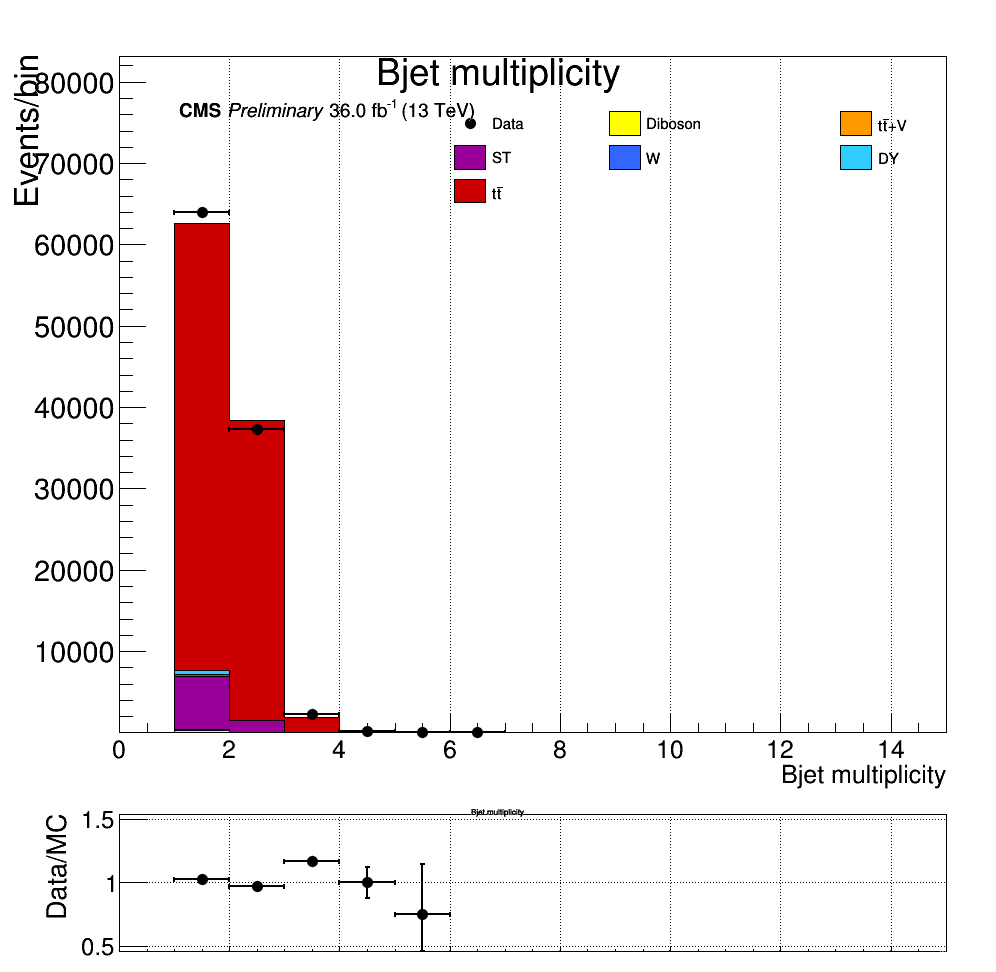 Bjet multiplicity
CMS Preliminary 36.0 fb-1 (13 TeV)
Events/bin
Data
Diboson
tt̄+V
ST
W
DY
tt̄
80000
70000
60000
50000
40000
30000
20000
10000
0 2 4 6 8 10 12 14
Bjet multiplicity
Bjet multiplicity
Data/MC
1.5
1
0.5